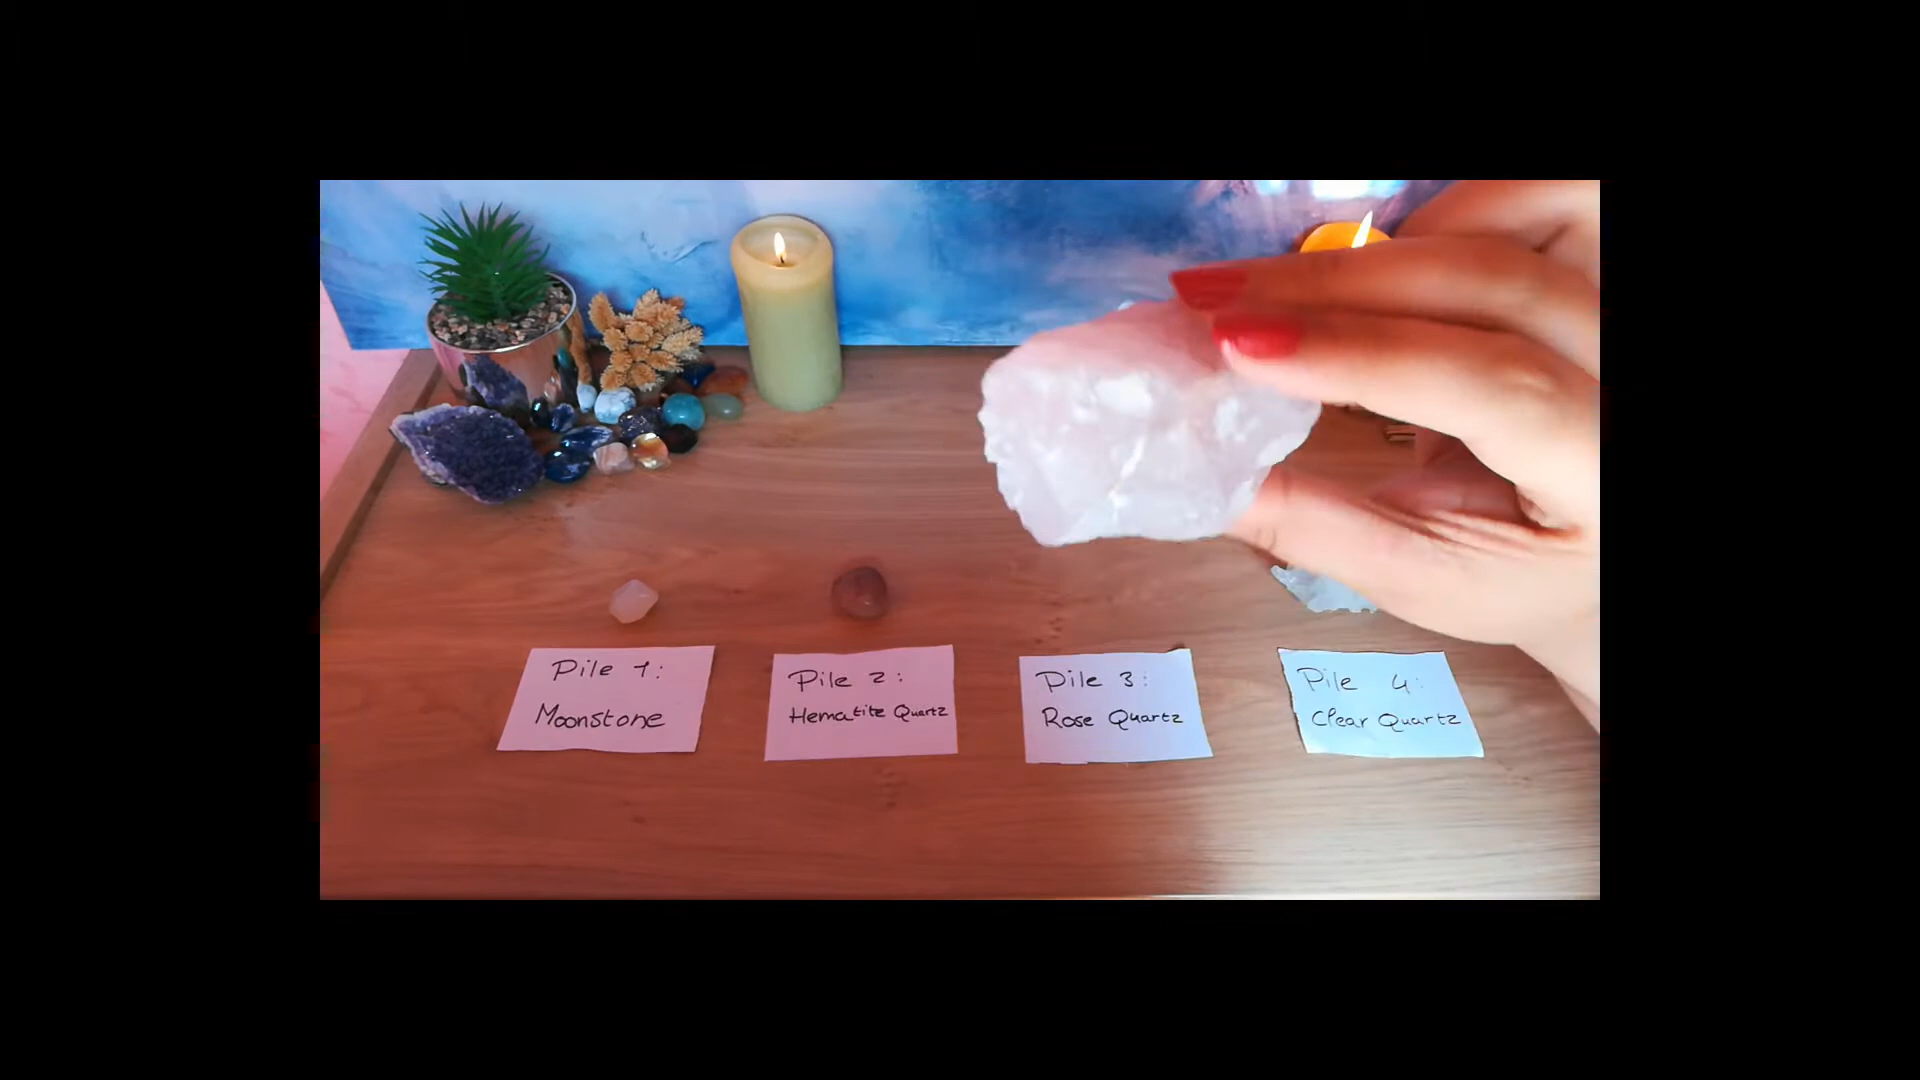 Pile 1:
Moonstone
Pile 2:
Hematite Quartz
Pile 3:
Rose Quartz
Pile 4:
Clear Quartz